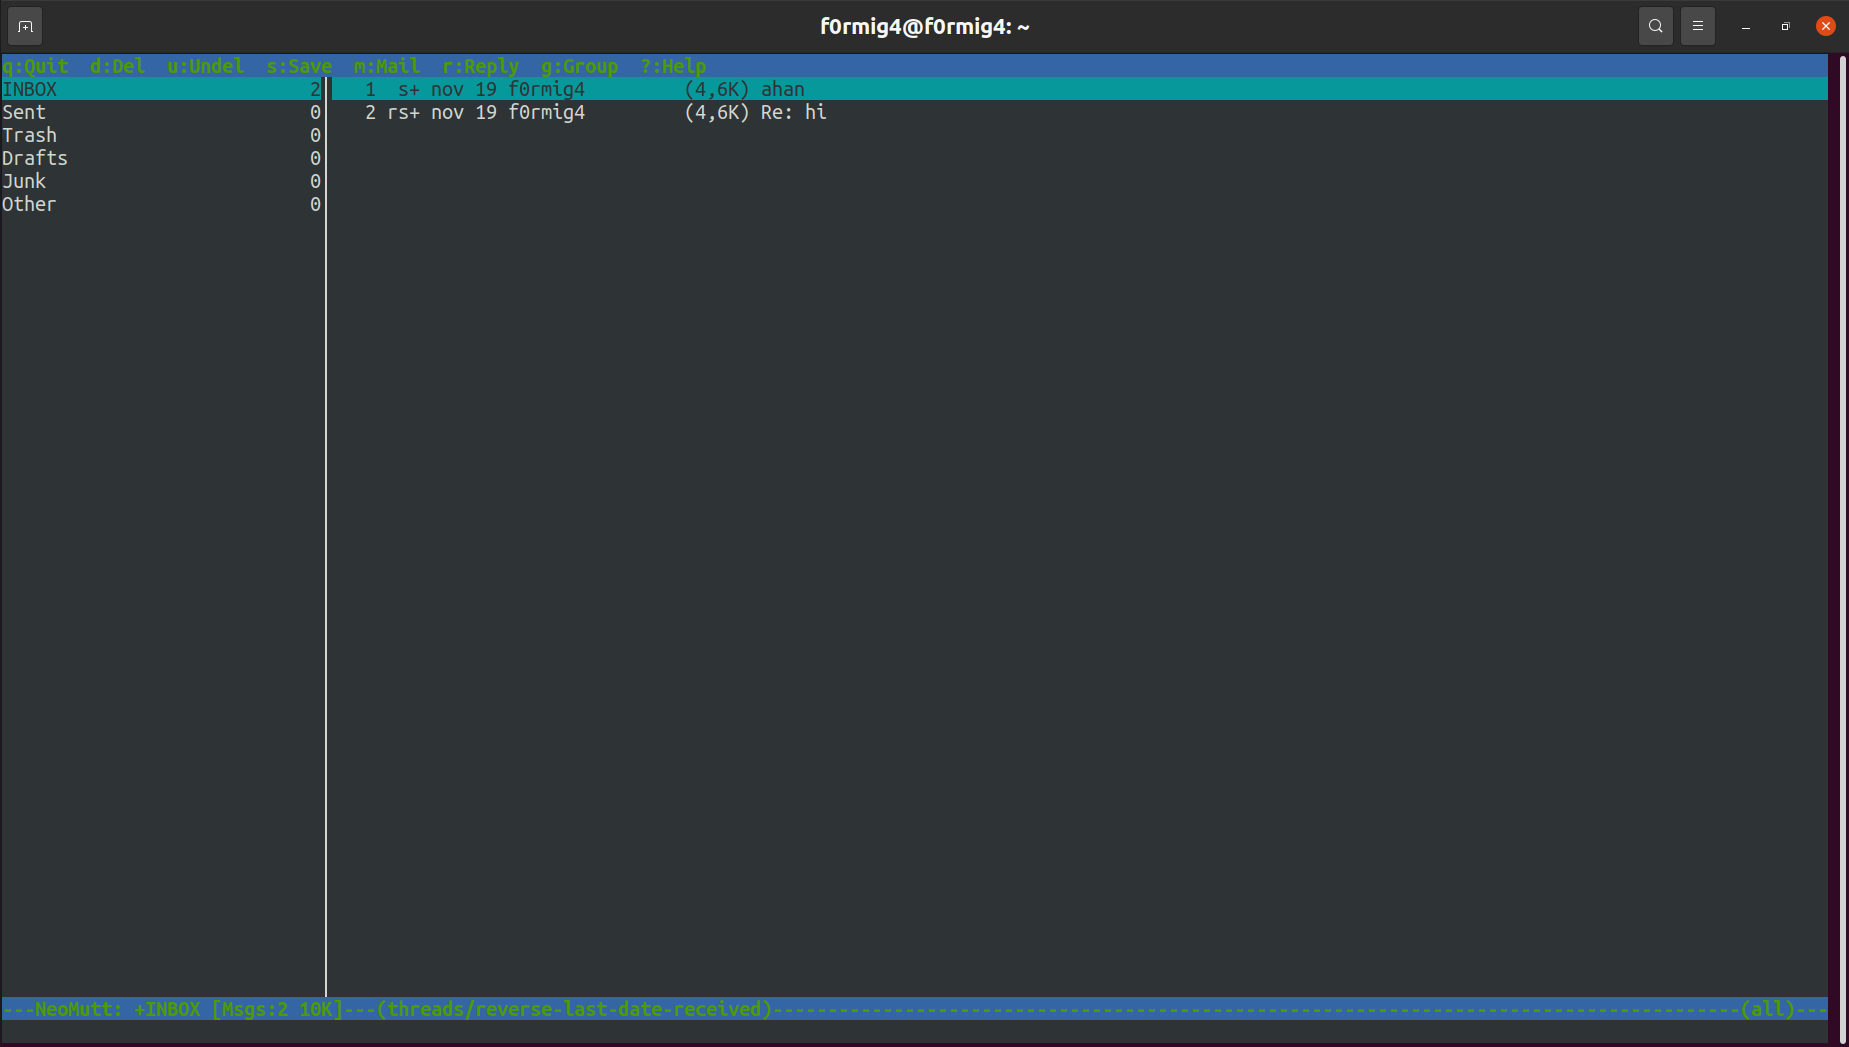 f0rmig4@f0rmig4: ~
q:Quit  d:Del  u:Undel  s:Save  m:Mail  r:Reply  g:Group  ?:Help
INBOX 2
Sent 0
Trash 0
Drafts 0
Junk 0
Other 0
1  s+ nov 19 f0rmig4 (4,6K) ahan
2 rs+ nov 19 f0rmig4 (4,6K) Re: hi
---NeoMutt: +INBOX [Msgs:2 10K]---(threads/reverse-last-date-received)----------------------------------------------------------------------------------------(all)---